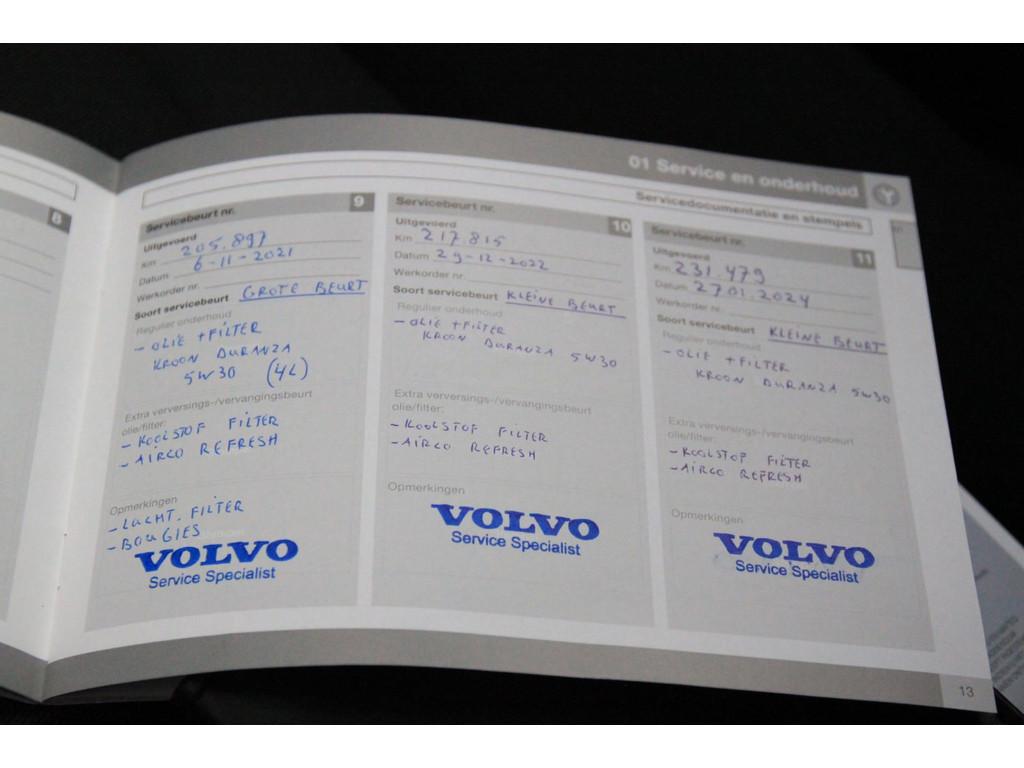 01 Service en onderhoud
Servicedocumentatie en stempels
8
Servicebeurt nr. 9
Uitgevoerd
Km 205.897
Datum 6-11-2021
Werkorder nr.
Soort servicebeurt GROTE BEURT
Regulier onderhoud
- OLIE + FILTER
KROON DURANZA
5W30 (4L)
Extra verversings-/vervangingsbeurt
olie/filter:
- KOOLSTOF FILTER
- AIRCO REFRESH
Opmerkingen
- LUCHT. FILTER
- BOUGIES
VOLVO
Service Specialist
Servicebeurt nr. 10
Uitgevoerd
Km 217.815
Datum 29-12-2022
Werkorder nr.
Soort servicebeurt KLEINE BEURT
Regulier onderhoud
- OLIE + FILTER
KROON DURANZA 5W30
Extra verversings-/vervangingsbeurt
olie/filter:
- KOOLSTOF FILTER
- AIRCO REFRESH
Opmerkingen
VOLVO
Service Specialist
Servicebeurt nr. 11
Uitgevoerd
Km 231.479
Datum 27.01.2024
Werkorder nr.
Soort servicebeurt KLEINE BEURT
Regulier onderhoud
- OLIE + FILTER
KROON DURANZA 5W30
Extra verversings-/vervangingsbeurt
olie/filter:
- KOOLSTOF FILTER
- AIRCO REFRESH
Opmerkingen
VOLVO
Service Specialist
13